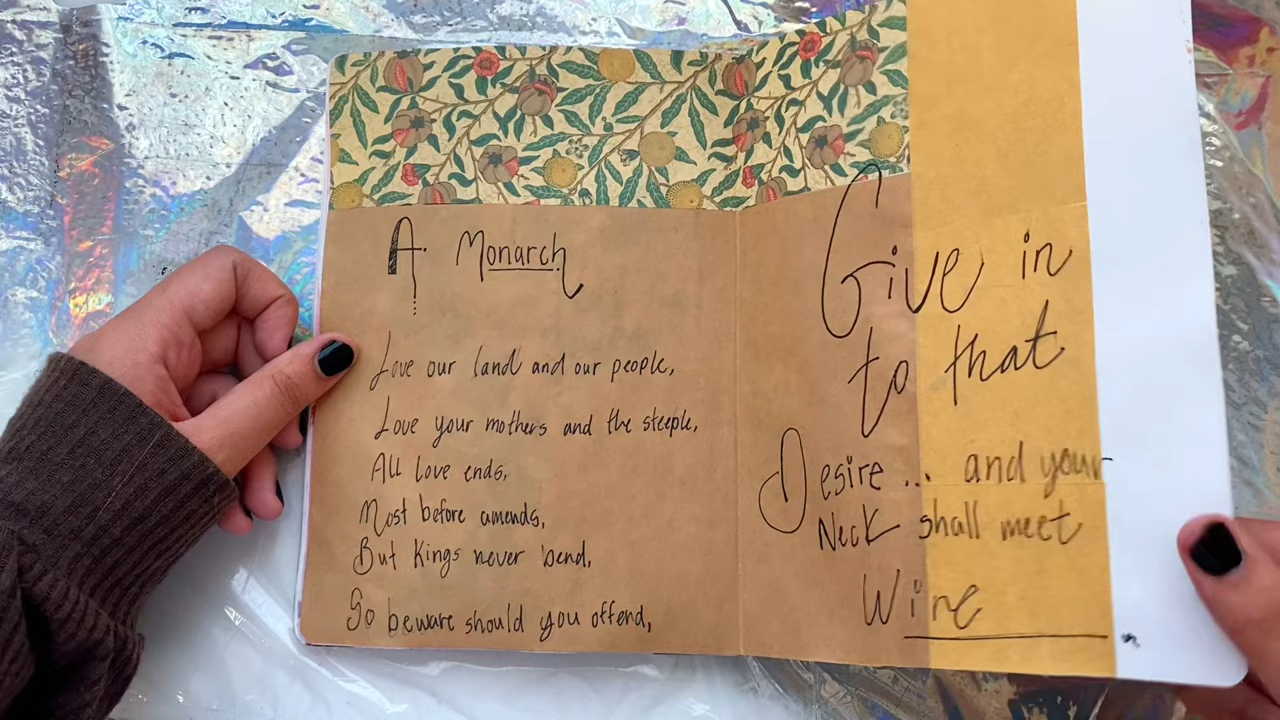 A Monarch
Love our land and our people,
Love your mothers and the steeple,
All love ends,
Most before amends,
But Kings never bend,
So beware should you offend,
Give in
to that
Desire ... and your
Neck shall meet
Wire